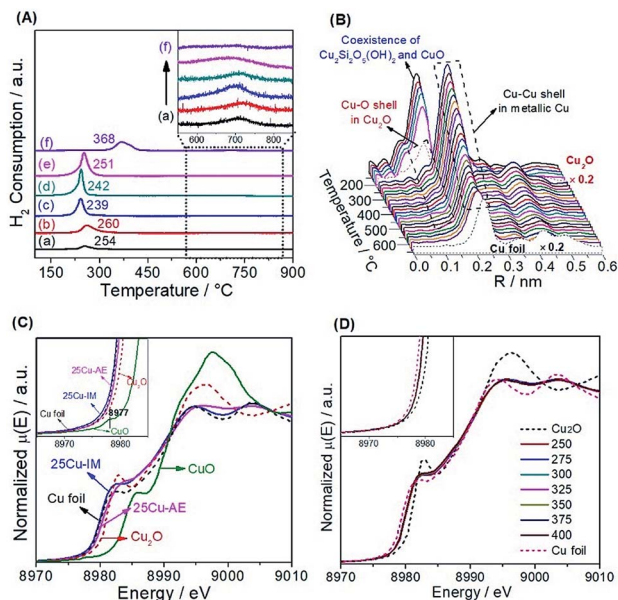 (A)
H2 Consumption / a.u.
(f)
(a)
600 700 800
(f) 368
(e) 251
(d) 242
(c) 239
(b) 260
(a) 254
150 300 450 600 750 900
Temperature / °C
(B)
Coexistence of
Cu2Si2O5(OH)2 and CuO
Cu-O shell
in Cu2O
Cu-Cu shell
in metallic Cu
Cu2O
× 0.2
200
300
400
500
600
Temperature / °C
Cu foil × 0.2
0.0 0.1 0.2 0.3 0.4 0.5 0.6
R / nm
(C)
Normalized μ(E) / a.u.
25Cu-AE
25Cu-IM
Cu2O
Cu foil
8977
CuO
8970 8980
25Cu-IM
CuO
Cu foil
25Cu-AE
Cu2O
8970 8980 8990 9000 9010
Energy / eV
(D)
Normalized μ(E) / a.u.
8970 8980
Cu2O
250
275
300
325
350
375
400
Cu foil
8970 8980 8990 9000 9010
Energy / eV